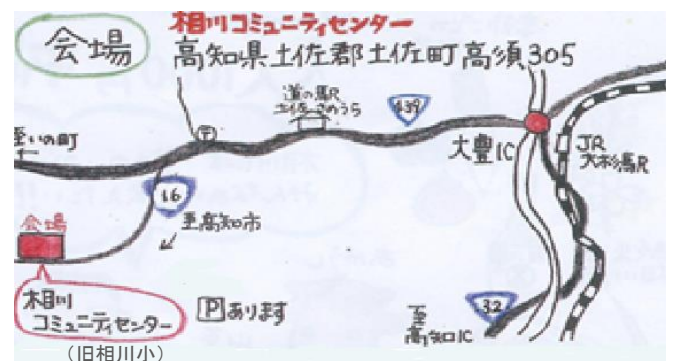 会場
相川コミュニティセンター
高知県土佐郡土佐町高須305
道の駅
土佐さめうら
439
至いの町
〒
大豊IC
JR
大杉駅
16
至高知市
会場
相川
コミュニティセンター
(旧相川小)
Pあります
32
至
高知IC